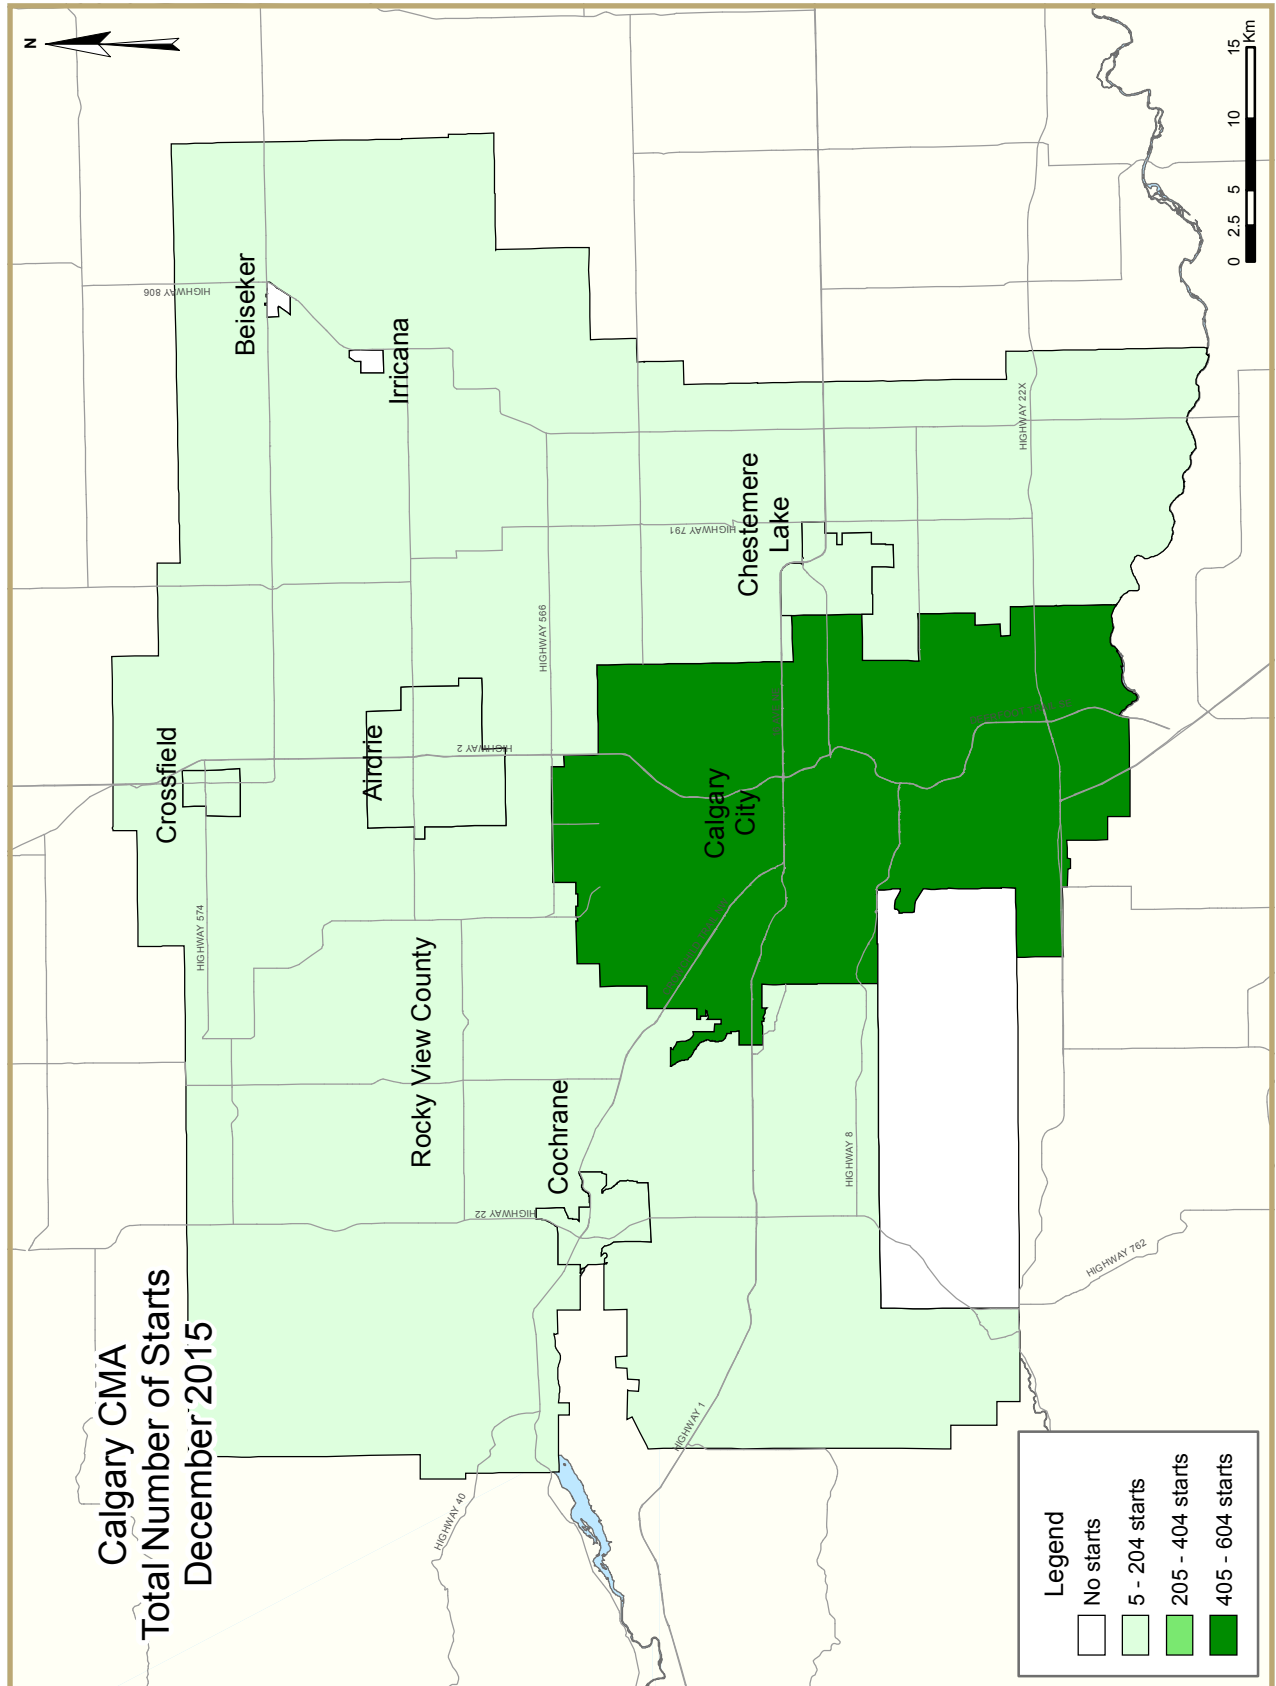 Calgary CMA
Total Number of Starts
December 2015
N
HIGHWAY 806
Beiseker
Irricana
Crossfield
HIGHWAY 574
Airdrie
HIGHWAY 2
HIGHWAY 566
Rocky View County
Cochrane
HIGHWAY 22
HIGHWAY 40
Chestemere
Lake
HIGHWAY 791
Calgary
City
HIGHWAY 22X
HIGHWAY 8
HIGHWAY 1
HIGHWAY 762
Legend
No starts
5 - 204 starts
205 - 404 starts
405 - 604 starts
0 2.5 5 10 15
Km